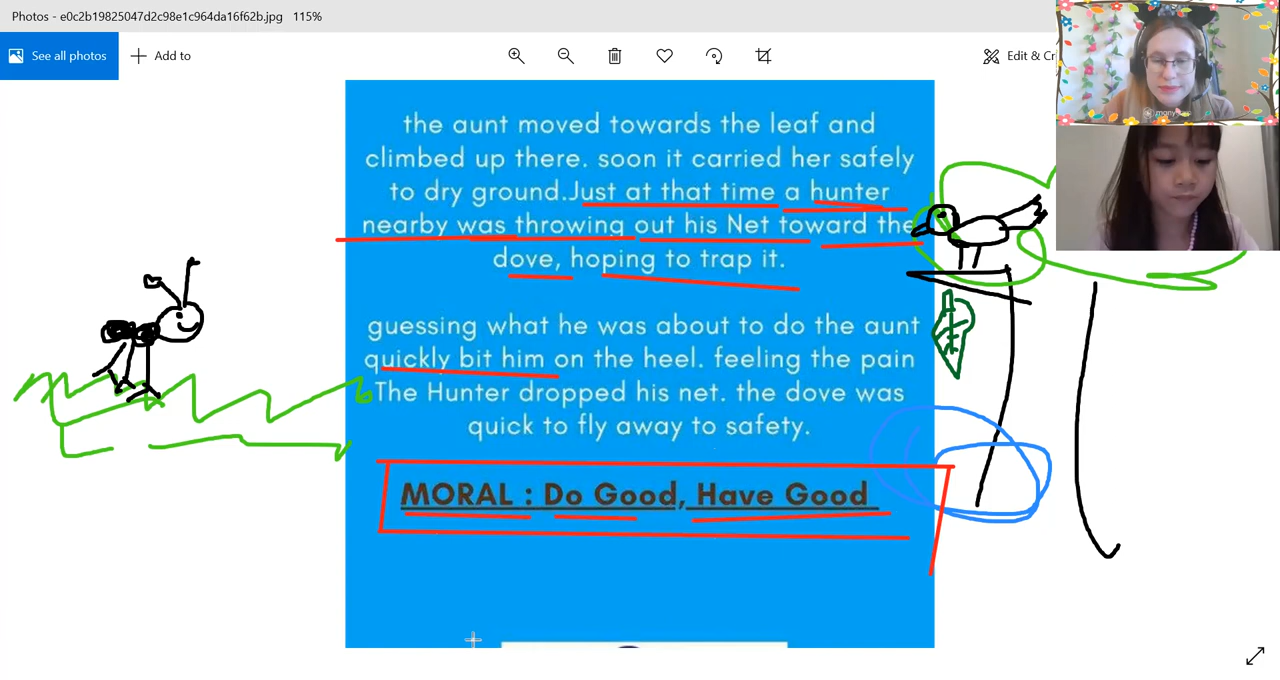 Photos - e0c2b19825047d2c98e1c964da16f62b.jpg 115%
See all photos
Add to
Edit & Cr
the aunt moved towards the leaf and
climbed up there. soon it carried her safely
to dry ground.Just at that time a hunter
nearby was throwing out his Net toward the
dove, hoping to trap it.
guessing what he was about to do the aunt
quickly bit him on the heel. feeling the pain
The Hunter dropped his net. the dove was
quick to fly away to safety.
MORAL : Do Good, Have Good